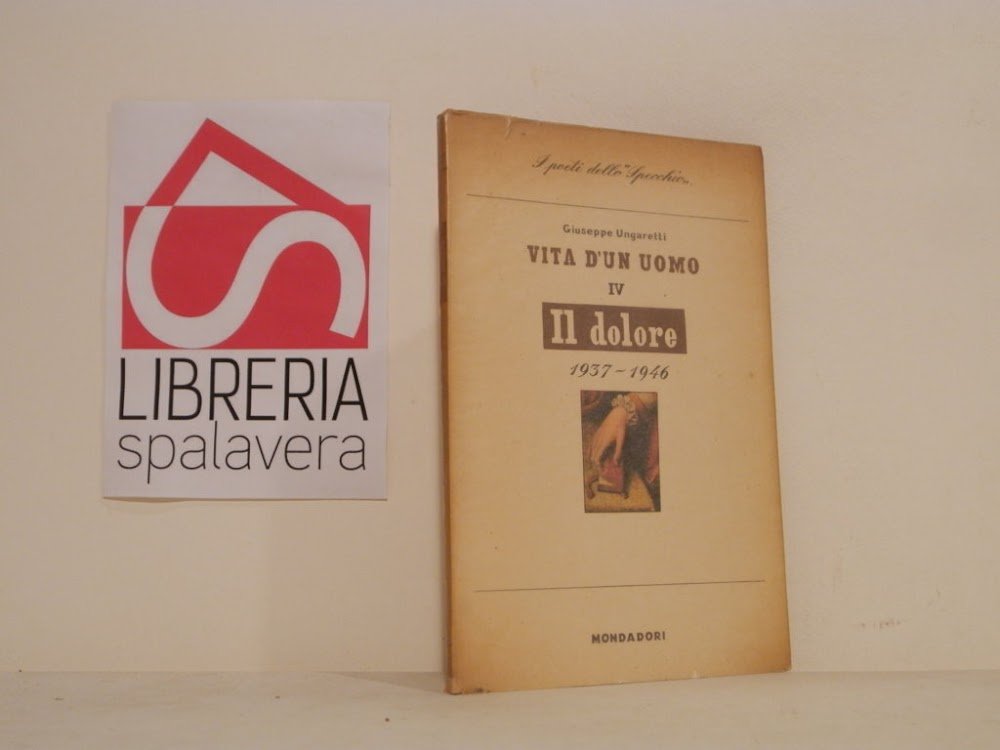 LIBRERIA
spalavera
I poeti dello "Specchio„
Giuseppe Ungaretti
VITA D'UN UOMO
IV
Il dolore
1937 - 1946
MONDADORI